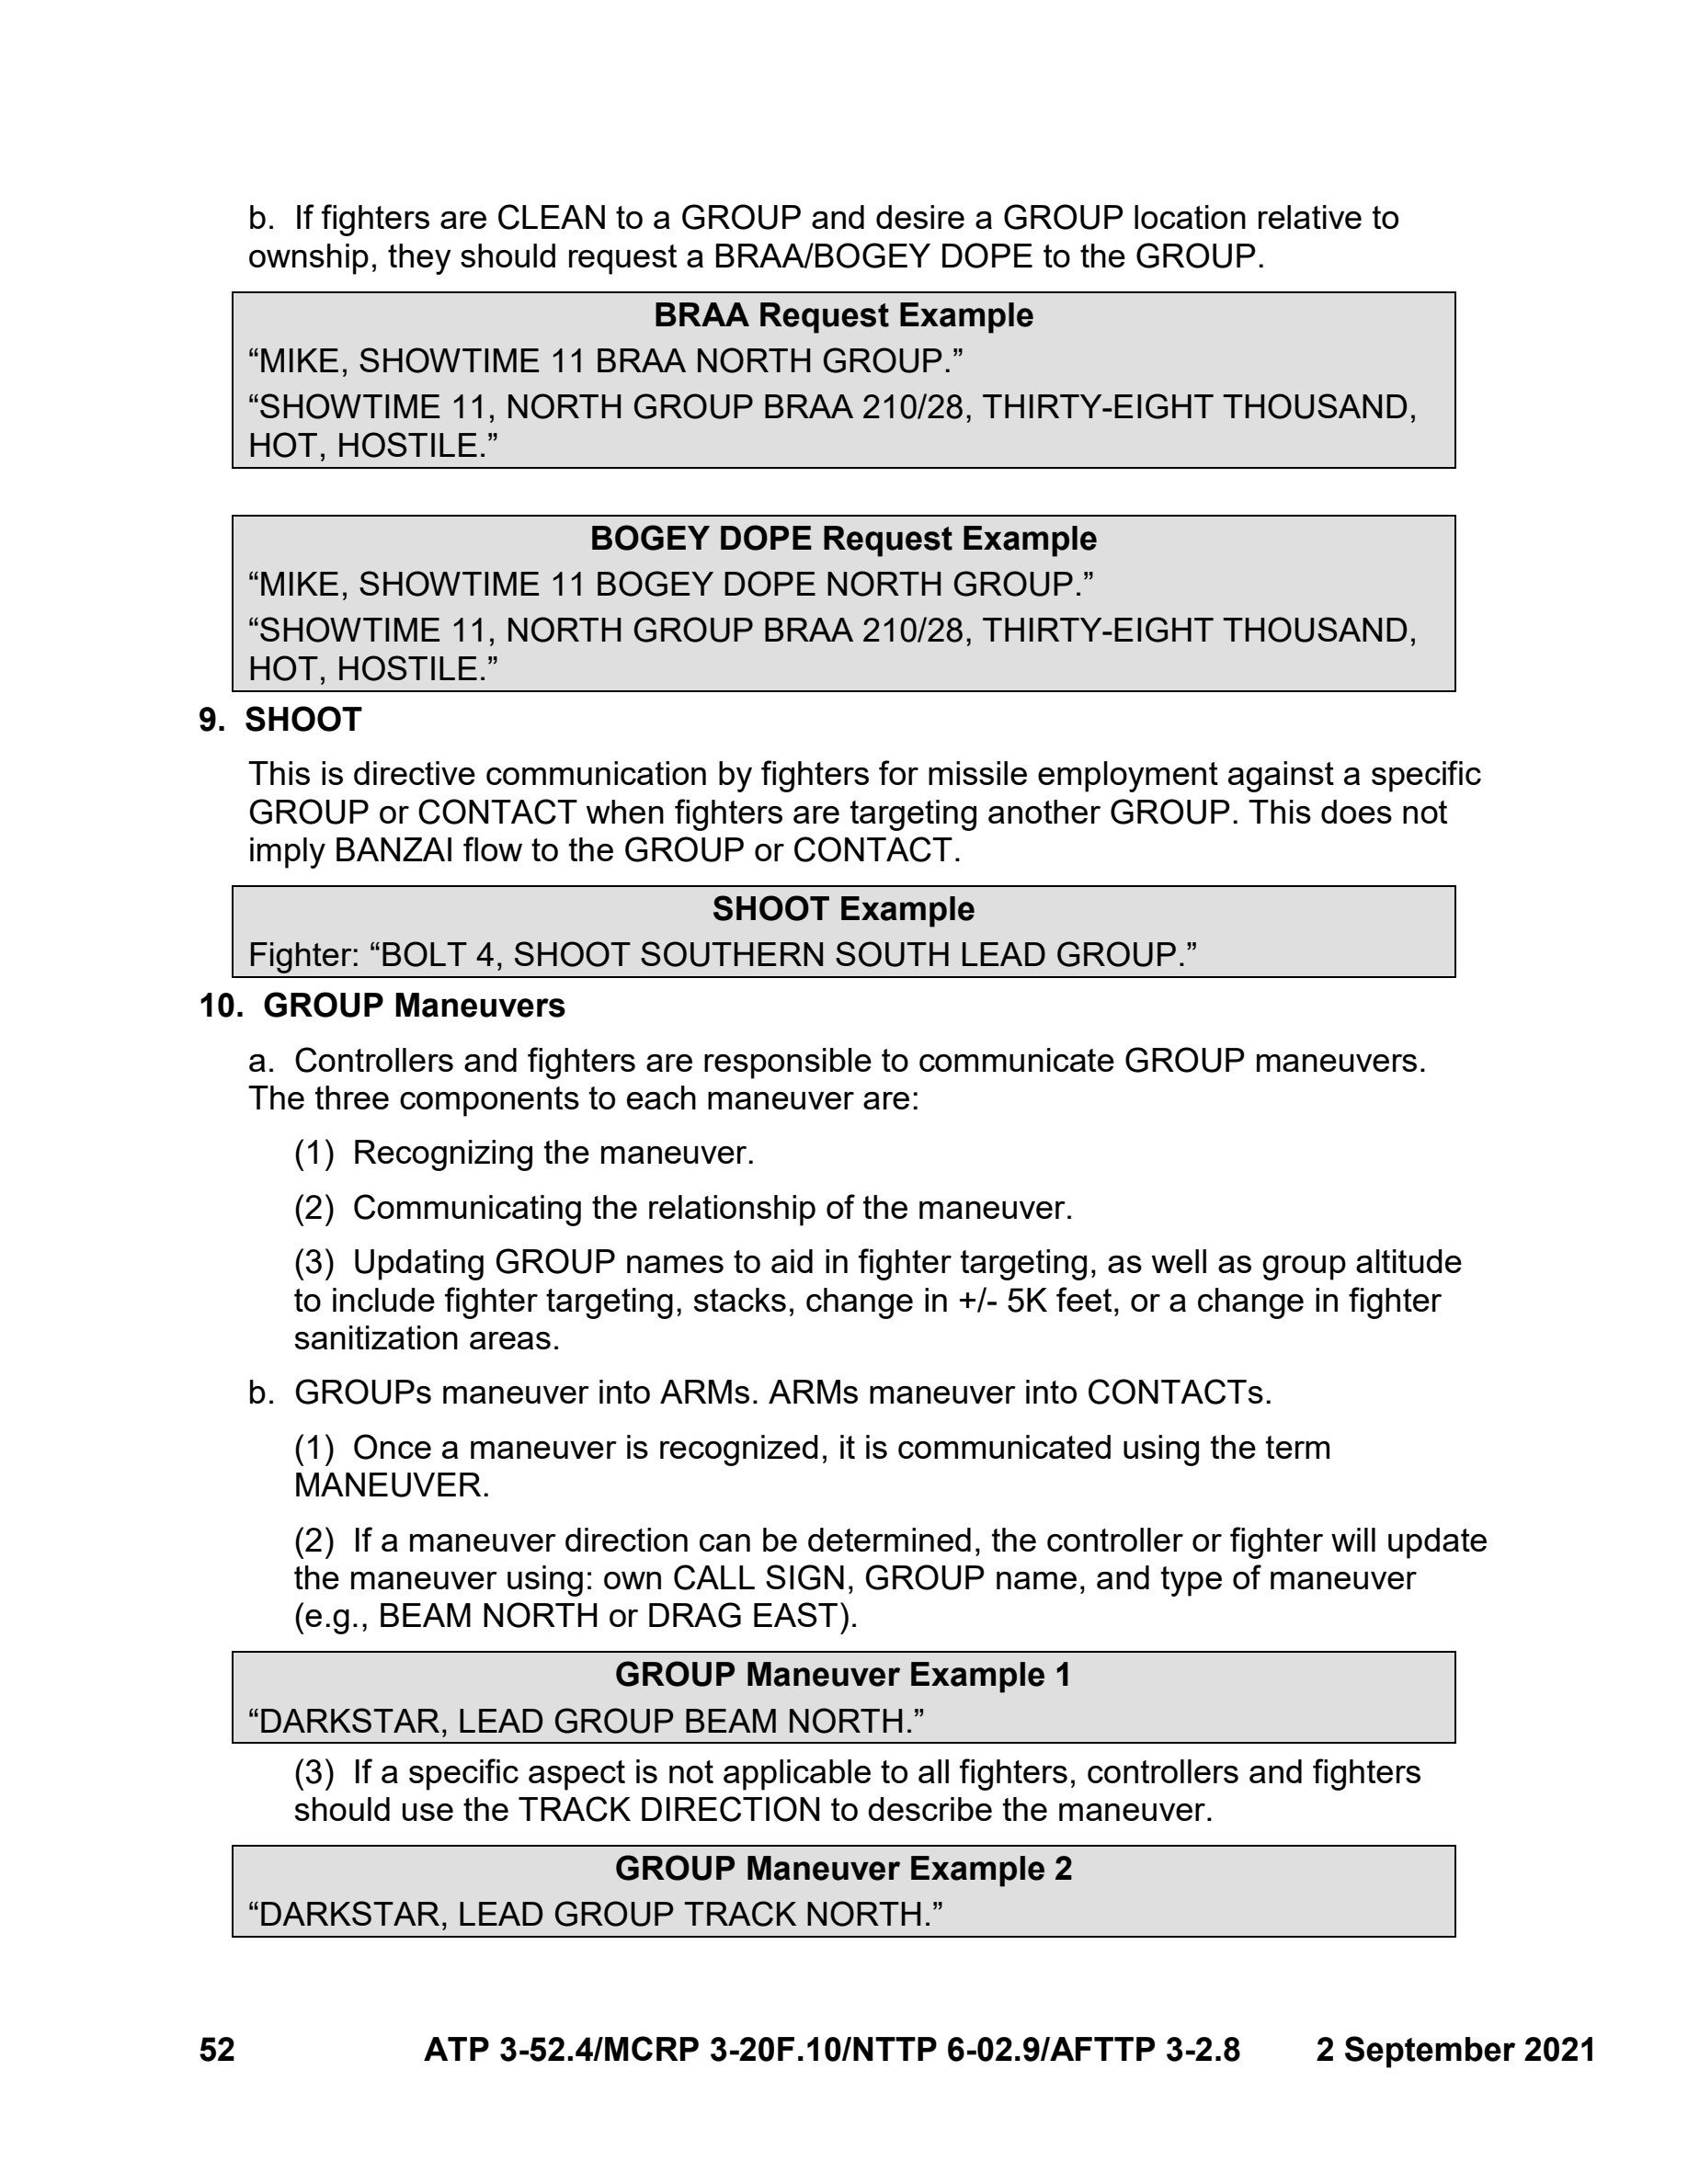 b.  If fighters are CLEAN to a GROUP and desire a GROUP location relative to
ownship, they should request a BRAA/BOGEY DOPE to the GROUP.
BRAA Request Example
“MIKE, SHOWTIME 11 BRAA NORTH GROUP.”
“SHOWTIME 11, NORTH GROUP BRAA 210/28, THIRTY-EIGHT THOUSAND,
HOT, HOSTILE.”
BOGEY DOPE Request Example
“MIKE, SHOWTIME 11 BOGEY DOPE NORTH GROUP.”
“SHOWTIME 11, NORTH GROUP BRAA 210/28, THIRTY-EIGHT THOUSAND,
HOT, HOSTILE.”
9.  SHOOT
This is directive communication by fighters for missile employment against a specific
GROUP or CONTACT when fighters are targeting another GROUP. This does not
imply BANZAI flow to the GROUP or CONTACT.
SHOOT Example
Fighter: “BOLT 4, SHOOT SOUTHERN SOUTH LEAD GROUP.”
10.  GROUP Maneuvers
a.  Controllers and fighters are responsible to communicate GROUP maneuvers.
The three components to each maneuver are:
(1)  Recognizing the maneuver.
(2)  Communicating the relationship of the maneuver.
(3)  Updating GROUP names to aid in fighter targeting, as well as group altitude
to include fighter targeting, stacks, change in +/- 5K feet, or a change in fighter
sanitization areas.
b.  GROUPs maneuver into ARMs. ARMs maneuver into CONTACTs.
(1)  Once a maneuver is recognized, it is communicated using the term
MANEUVER.
(2)  If a maneuver direction can be determined, the controller or fighter will update
the maneuver using: own CALL SIGN, GROUP name, and type of maneuver
(e.g., BEAM NORTH or DRAG EAST).
GROUP Maneuver Example 1
“DARKSTAR, LEAD GROUP BEAM NORTH.”
(3)  If a specific aspect is not applicable to all fighters, controllers and fighters
should use the TRACK DIRECTION to describe the maneuver.
GROUP Maneuver Example 2
“DARKSTAR, LEAD GROUP TRACK NORTH.”
52 ATP 3-52.4/MCRP 3-20F.10/NTTP 6-02.9/AFTTP 3-2.8 2 September 2021